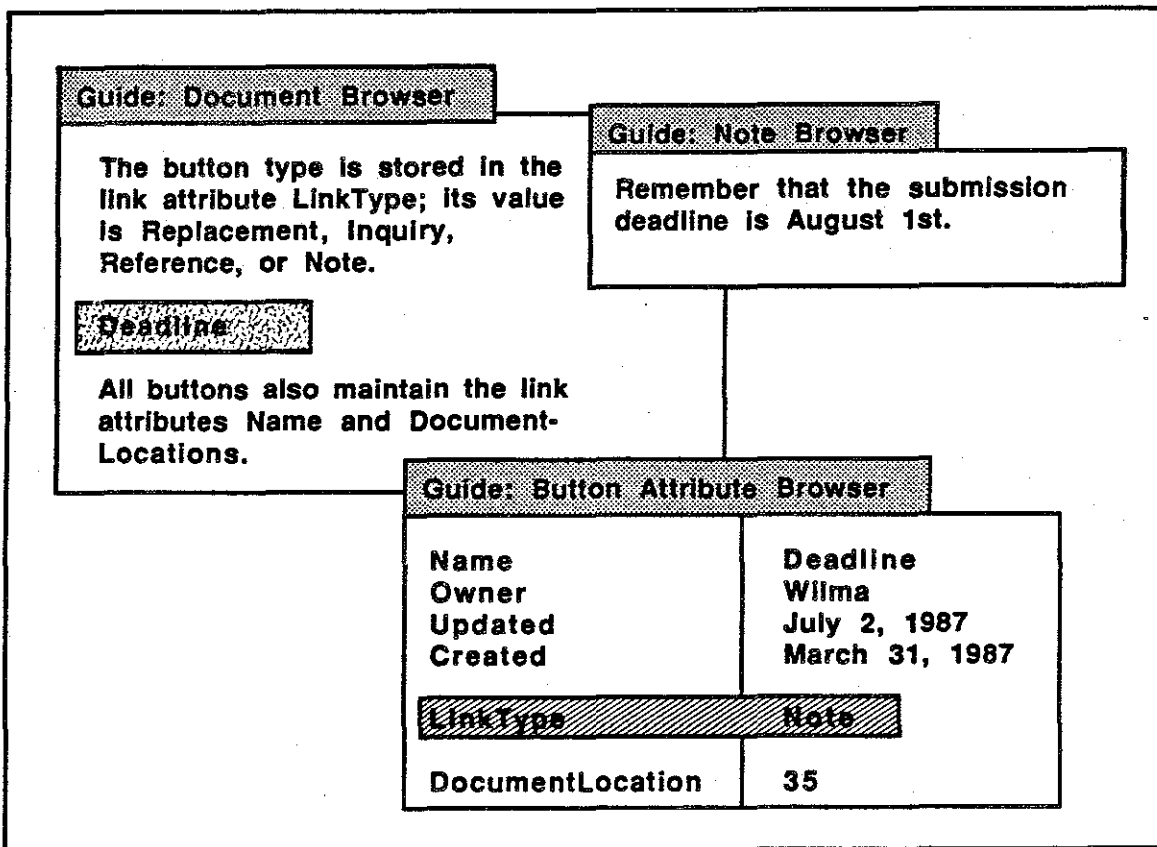 Guide: Document Browser
The button type is stored in the
link attribute LinkType; its value
is Replacement, Inquiry,
Reference, or Note.
Deadline
All buttons also maintain the link
attributes Name and Document-
Locations.
Guide: Note Browser
Remember that the submission
deadline is August 1st.
Guide: Button Attribute Browser
Name Deadline
Owner Wilma
Updated July 2, 1987
Created March 31, 1987
LinkType Note
DocumentLocation 35